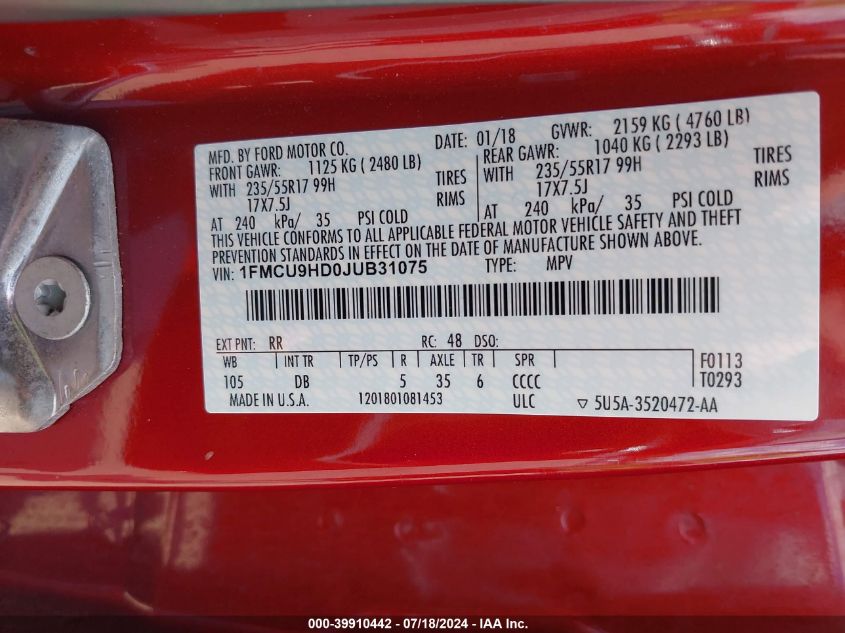 MFD. BY FORD MOTOR CO. DATE: 01/18 GVWR: 2159 KG ( 4760 LB)
FRONT GAWR: 1125 KG ( 2480 LB) REAR GAWR: 1040 KG ( 2293 LB)
WITH 235/55R17 99H TIRES WITH 235/55R17 99H TIRES
17X7.5J RIMS 17X7.5J RIMS
AT 240 kPa/ 35 PSI COLD AT 240 kPa/ 35 PSI COLD
THIS VEHICLE CONFORMS TO ALL APPLICABLE FEDERAL MOTOR VEHICLE SAFETY AND THEFT
PREVENTION STANDARDS IN EFFECT ON THE DATE OF MANUFACTURE SHOWN ABOVE.
VIN: 1FMCU9HD0JUB31075 TYPE: MPV
EXT PNT: RR RC: 48 DSO:
WB INT TR TP/PS R AXLE TR SPR F0113
105 DB 5 35 6 CCCC T0293
MADE IN U.S.A. 1201801081453 ULC ▽ 5U5A-3520472-AA
000-39910442 - 07/18/2024 - IAA Inc.